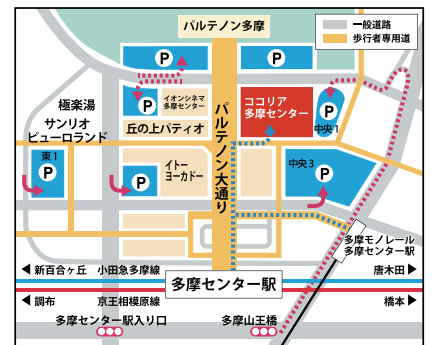 パルテノン多摩
一般道路
歩行者専用道
P
P
P
イオンシネマ
多摩センター
ココリア
多摩センター
P
中央1
極楽湯
サンリオ
ピューロランド
丘の上パティオ
パルテノン大通り
東1
P
P
イトー
ヨーカドー
中央3
P
多摩モノレール
多摩センター駅
新百合ヶ丘 小田急多摩線
唐木田
多摩センター駅
調布 京王相模原線
橋本
多摩センター駅入り口
多摩山王橋